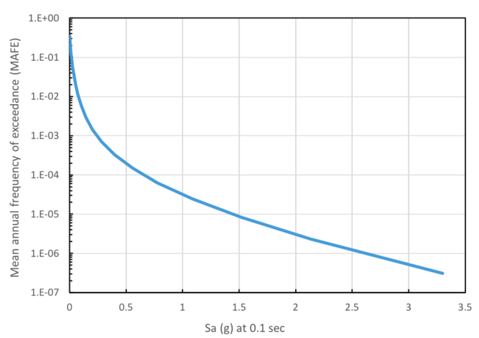 Mean annual frequency of exceedance (MAFE)
1.E+00
1.E-01
1.E-02
1.E-03
1.E-04
1.E-05
1.E-06
1.E-07
0 0.5 1 1.5 2 2.5 3 3.5
Sa (g) at 0.1 sec